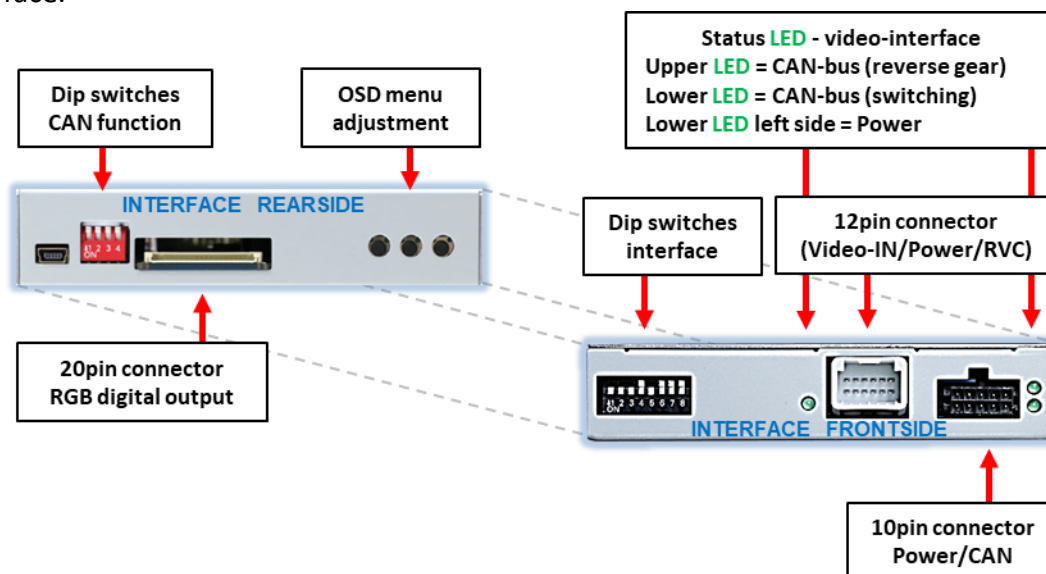 Status LED - video-interface
Upper LED = CAN-bus (reverse gear)
Lower LED = CAN-bus (switching)
Lower LED left side = Power
Dip switches
CAN function
OSD menu
adjustment
INTERFACE REARSIDE
1 2 3 4
ON
Dip switches
interface
12pin connector
(Video-IN/Power/RVC)
20pin connector
RGB digital output
1 2 3 4 5 6 7 8
ON
INTERFACE FRONTSIDE
10pin connector
Power/CAN